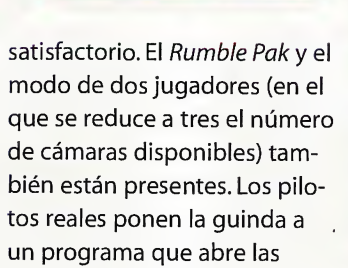 satisfactorio. El Rumble Pak y el
modo de dos jugadores (en el
que se reduce a tres el número
de cámaras disponibles) tam-
bién están presentes. Los pilo-
tos reales ponen la guinda a
un programa que abre las